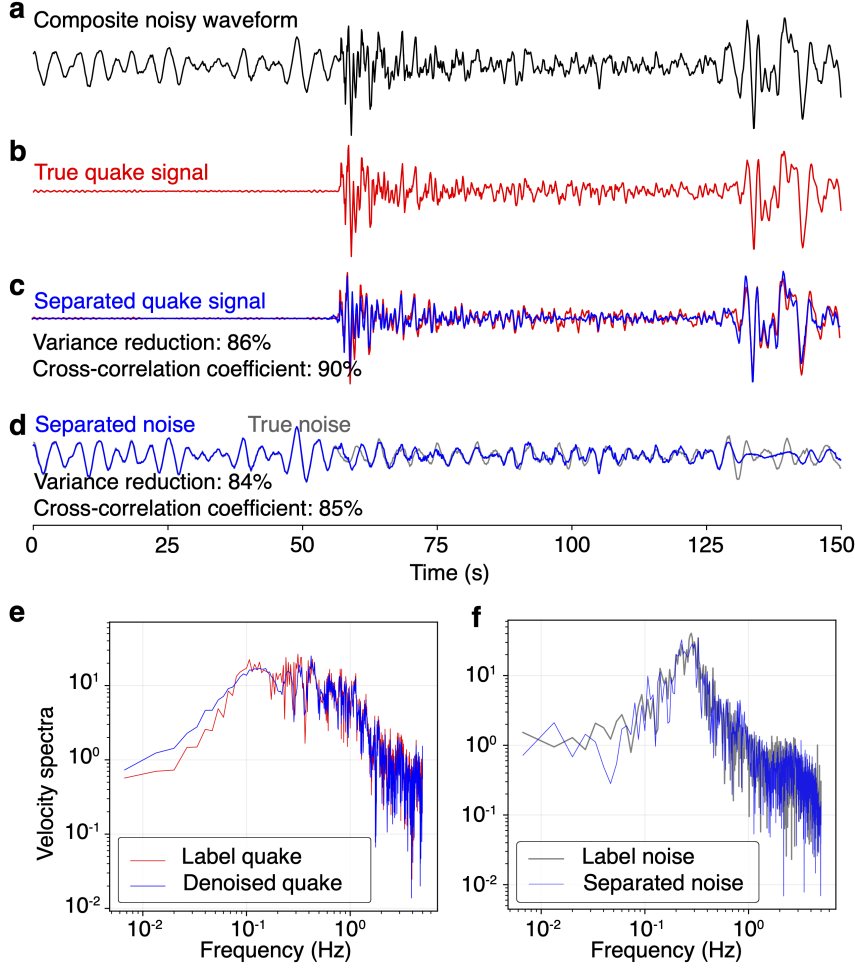 a
Composite noisy waveform
b
True quake signal
c
Separated quake signal
Variance reduction: 86%
Cross-correlation coefficient: 90%
d
Separated noise True noise
Variance reduction: 84%
Cross-correlation coefficient: 85%
0 25 50 75 100 125 150
Time (s)
e
10¹
10⁰
10⁻¹
10⁻²
Velocity spectra
Label quake
Denoised quake
10⁻² 10⁻¹ 10⁰
Frequency (Hz)
f
10¹
10⁰
10⁻¹
10⁻²
Label noise
Separated noise
10⁻² 10⁻¹ 10⁰
Frequency (Hz)